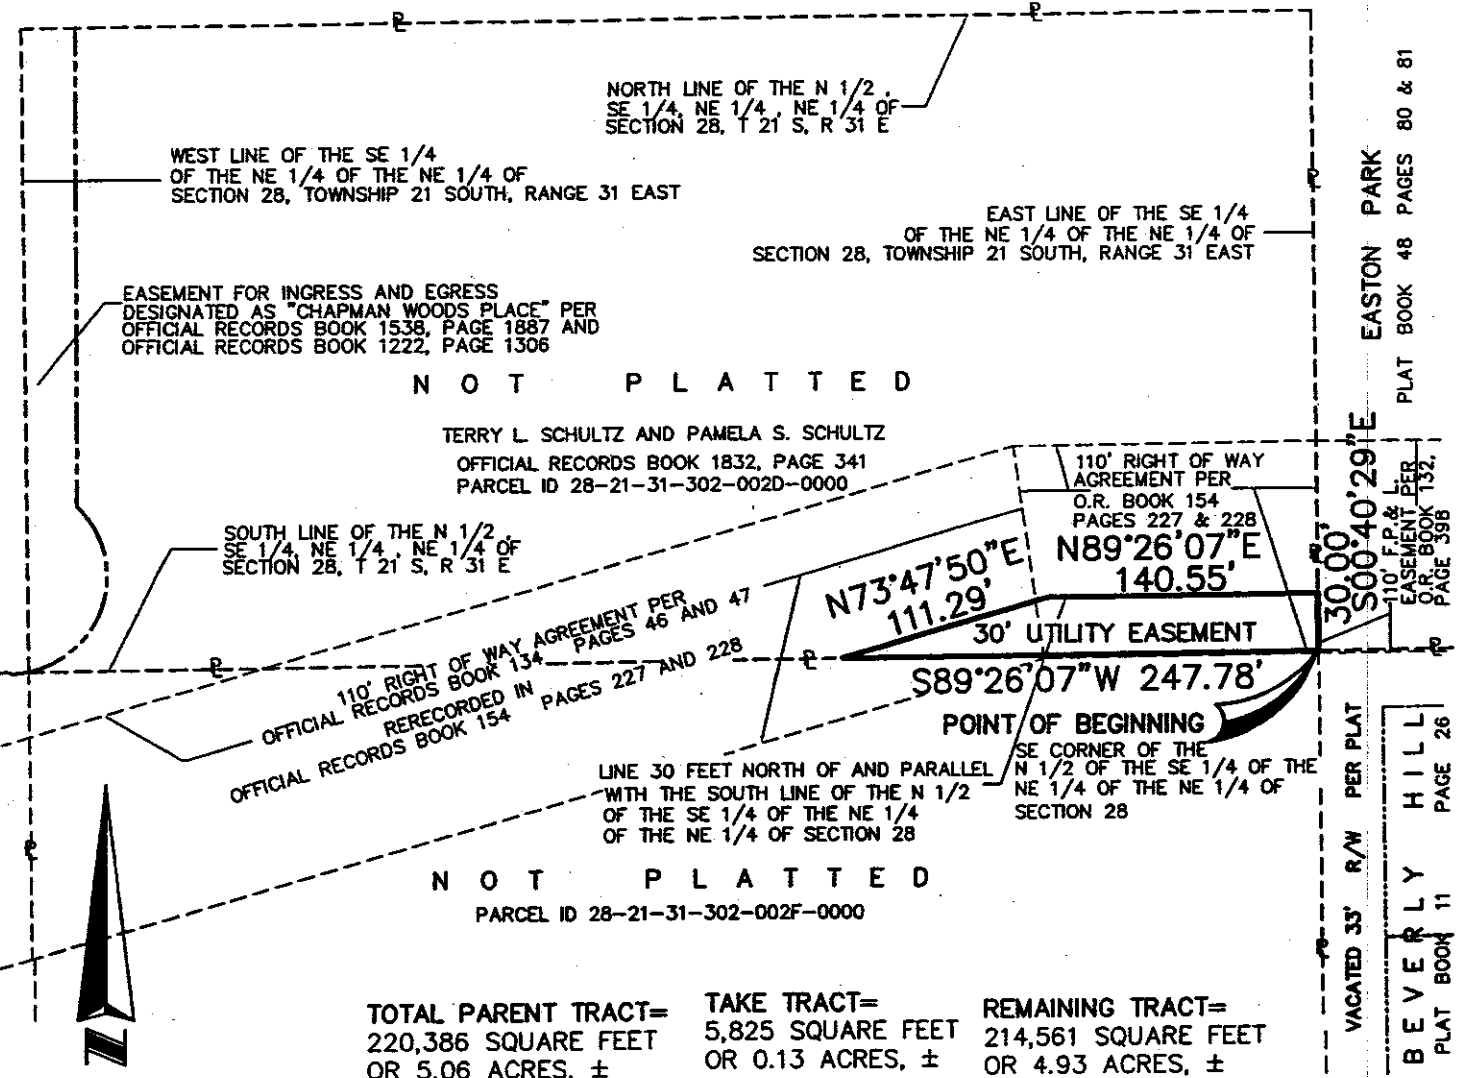 NORTH LINE OF THE N 1/2 ,
SE 1/4, NE 1/4 , NE 1/4 OF
SECTION 28, T 21 S, R 31 E
WEST LINE OF THE SE 1/4
OF THE NE 1/4 OF THE NE 1/4 OF
SECTION 28, TOWNSHIP 21 SOUTH, RANGE 31 EAST
EAST LINE OF THE SE 1/4
OF THE NE 1/4 OF THE NE 1/4 OF
SECTION 28, TOWNSHIP 21 SOUTH, RANGE 31 EAST
EASEMENT FOR INGRESS AND EGRESS
DESIGNATED AS "CHAPMAN WOODS PLACE" PER
OFFICIAL RECORDS BOOK 1538, PAGE 1887 AND
OFFICIAL RECORDS BOOK 1222, PAGE 1306
NOT PLATTED
TERRY L. SCHULTZ AND PAMELA S. SCHULTZ
OFFICIAL RECORDS BOOK 1832, PAGE 341
PARCEL ID 28-21-31-302-002D-0000
EASTON PARK
PLAT BOOK 48 PAGES 80 & 81
SOUTH LINE OF THE N 1/2 ,
SE 1/4, NE 1/4 , NE 1/4 OF
SECTION 28, T 21 S, R 31 E
110' RIGHT OF WAY
AGREEMENT PER
O.R. BOOK 154
PAGES 227 & 228
N89°26'07"E
140.55'
N73°47'50"E
111.29'
30.00'
S00°40'29"E
110' F.P.& L.
EASEMENT PER
O.R. BOOK 132,
PAGE 398
30' UTILITY EASEMENT
S89°26'07"W 247.78'
110' RIGHT OF WAY AGREEMENT PER
OFFICIAL RECORDS BOOK 134 PAGES 46 AND 47
RERECORDED IN
OFFICIAL RECORDS BOOK 154 PAGES 227 AND 228
POINT OF BEGINNING
SE CORNER OF THE
N 1/2 OF THE SE 1/4 OF THE
NE 1/4 OF THE NE 1/4 OF
SECTION 28
LINE 30 FEET NORTH OF AND PARALLEL
WITH THE SOUTH LINE OF THE N 1/2
OF THE SE 1/4 OF THE NE 1/4
OF THE NE 1/4 OF SECTION 28
NOT PLATTED
PARCEL ID 28-21-31-302-002F-0000
VACATED 33' R/W PER PLAT
BEVERLY HILL
PLAT BOOK 11 PAGE 26
N
TOTAL PARENT TRACT=
220,386 SQUARE FEET
OR 5.06 ACRES, ±
TAKE TRACT=
5,825 SQUARE FEET
OR 0.13 ACRES, ±
REMAINING TRACT=
214,561 SQUARE FEET
OR 4.93 ACRES, ±